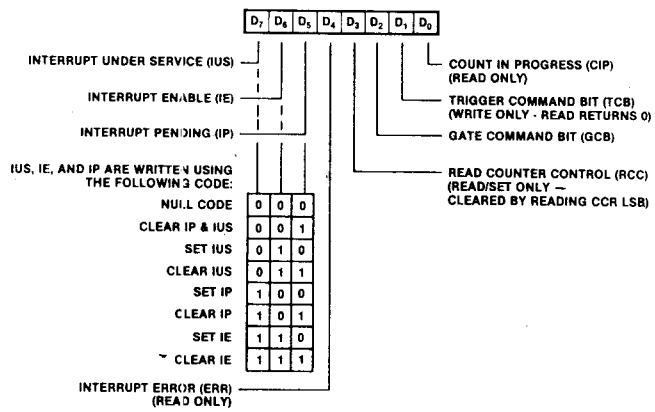 D7 D6 D5 D4 D3 D2 D1 D0
INTERRUPT UNDER SERVICE (IUS)
INTERRUPT ENABLE (IE)
INTERRUPT PENDING (IP)
IUS, IE, AND IP ARE WRITTEN USING
THE FOLLOWING CODE:
NULL CODE 0 0 0
CLEAR IP & IUS 0 0 1
SET IUS 0 1 0
CLEAR IUS 0 1 1
SET IP 1 0 0
CLEAR IP 1 0 1
SET IE 1 1 0
CLEAR IE 1 1 1
INTERRUPT ERROR (ERR)
(READ ONLY)
COUNT IN PROGRESS (CIP)
(READ ONLY)
TRIGGER COMMAND BIT (TCB)
(WRITE ONLY - READ RETURNS 0)
GATE COMMAND BIT (GCB)
READ COUNTER CONTROL (RCC)
(READ/SET ONLY —
CLEARED BY READING CCR LSB)